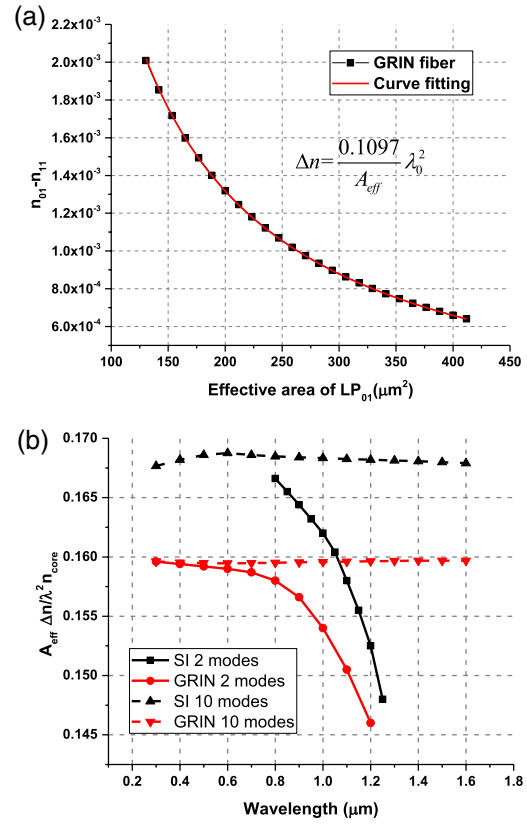 (a)
2.2x10⁻³
2.0x10⁻³
1.8x10⁻³
1.6x10⁻³
1.4x10⁻³
1.2x10⁻³
1.0x10⁻³
8.0x10⁻⁴
6.0x10⁻⁴
n₀₁-n₁₁
GRIN fiber
Curve fitting
Δn=0.1097/A_eff λ₀²
100 150 200 250 300 350 400 450
Effective area of LP₀₁(μm²)
(b)
0.170
0.165
0.160
0.155
0.150
0.145
A_eff Δn/λ² n_core
SI 2 modes
GRIN 2 modes
SI 10 modes
GRIN 10 modes
0.2 0.4 0.6 0.8 1.0 1.2 1.4 1.6 1.8
Wavelength (μm)